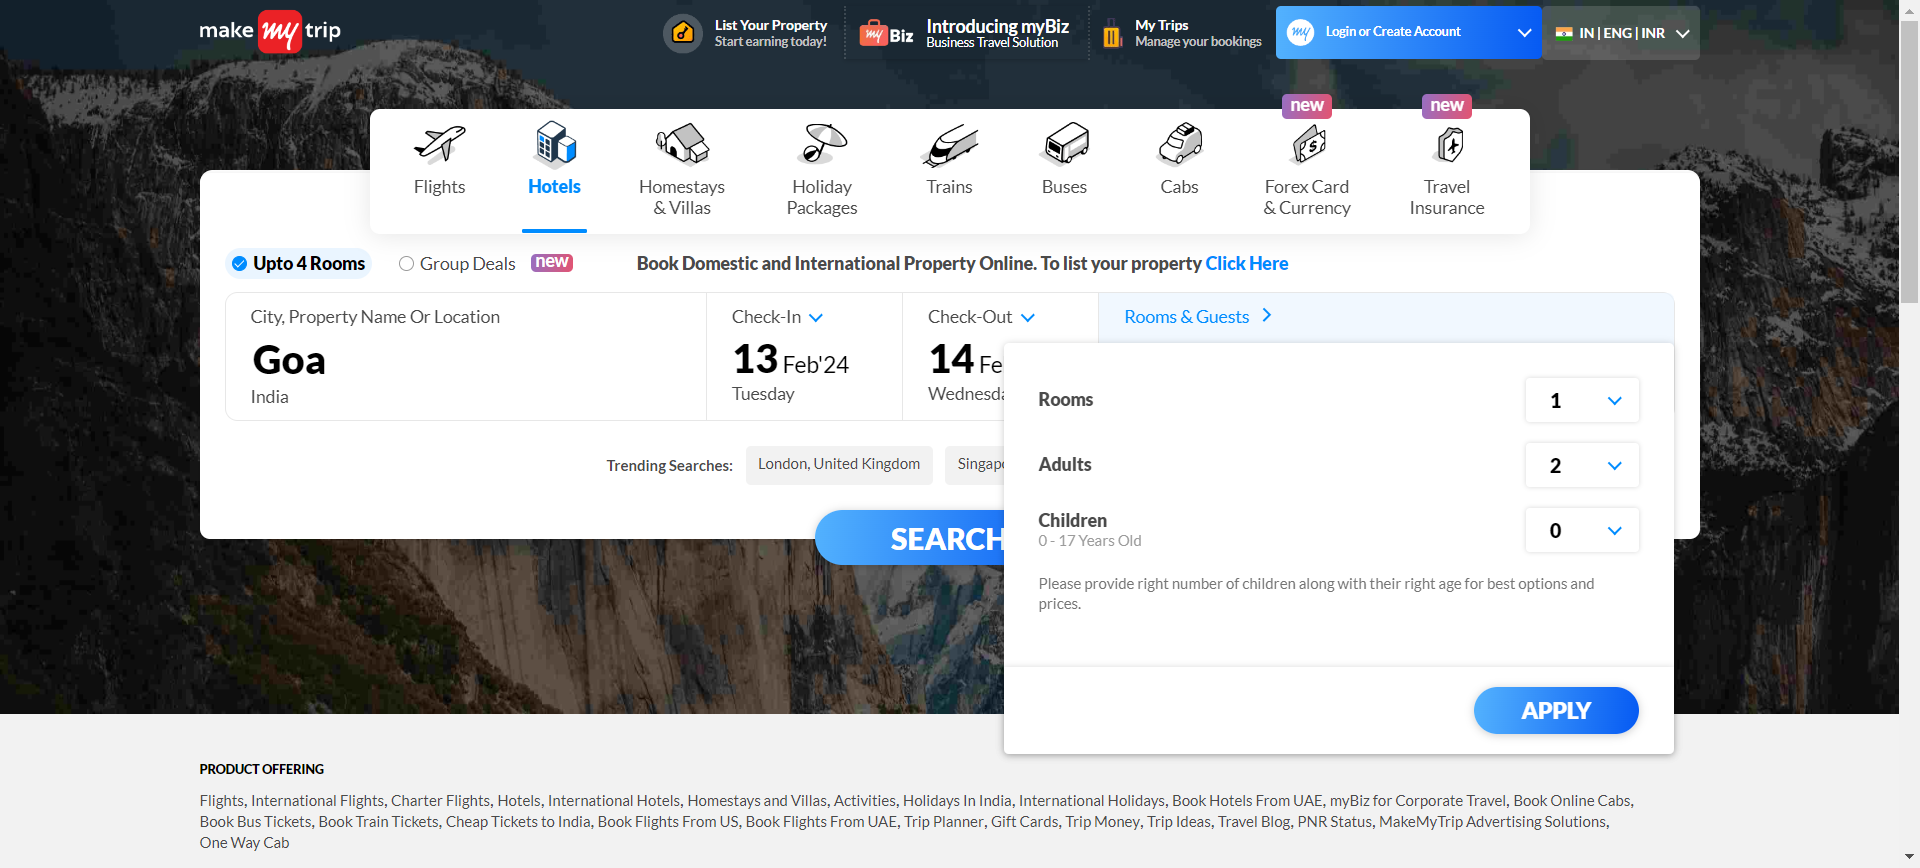 make my trip
List Your Property
Start earning today!
my Biz
Introducing myBiz
Business Travel Solution
My Trips
Manage your bookings
my
Login or Create Account
IN | ENG | INR
new
new
Flights
Hotels
Homestays
& Villas
Holiday
Packages
Trains
Buses
Cabs
Forex Card
& Currency
Travel
Insurance
Upto 4 Rooms
Group Deals
new
Book Domestic and International Property Online. To list your property Click Here
City, Property Name Or Location
Goa
India
Check-In
13 Feb'24
Tuesday
Check-Out
14 Fe
Wednesda
Rooms & Guests
Rooms
1
Adults
2
Children
0 - 17 Years Old
0
Please provide right number of children along with their right age for best options and
prices.
APPLY
Trending Searches:
London, United Kingdom
Singapo
SEARCH
PRODUCT OFFERING
Flights, International Flights, Charter Flights, Hotels, International Hotels, Homestays and Villas, Activities, Holidays In India, International Holidays, Book Hotels From UAE, myBiz for Corporate Travel, Book Online Cabs,
Book Bus Tickets, Book Train Tickets, Cheap Tickets to India, Book Flights From US, Book Flights From UAE, Trip Planner, Gift Cards, Trip Money, Trip Ideas, Travel Blog, PNR Status, MakeMyTrip Advertising Solutions,
One Way Cab